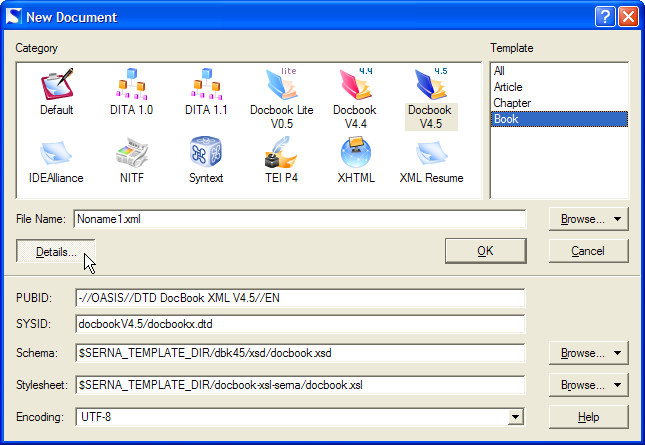 New Document
Category
Template
lite
4.4
4.5
Default
DITA 1.0
DITA 1.1
Docbook Lite
V0.5
Docbook
V4.4
Docbook
V4.5
IDEAlliance
NITF
Syntext
TEI P4
XHTML
XML Resume
All
Article
Chapter
Book
File Name:
Noname1.xml
Browse...
Details...
OK
Cancel
PUBID:
-//OASIS//DTD DocBook XML V4.5//EN
SYSID:
docbookV4.5/docbookx.dtd
Schema:
$SERNA_TEMPLATE_DIR/dbk45/xsd/docbook.xsd
Browse...
Stylesheet:
$SERNA_TEMPLATE_DIR/docbook-xsl-serna/docbook.xsl
Browse...
Encoding:
UTF-8
Help